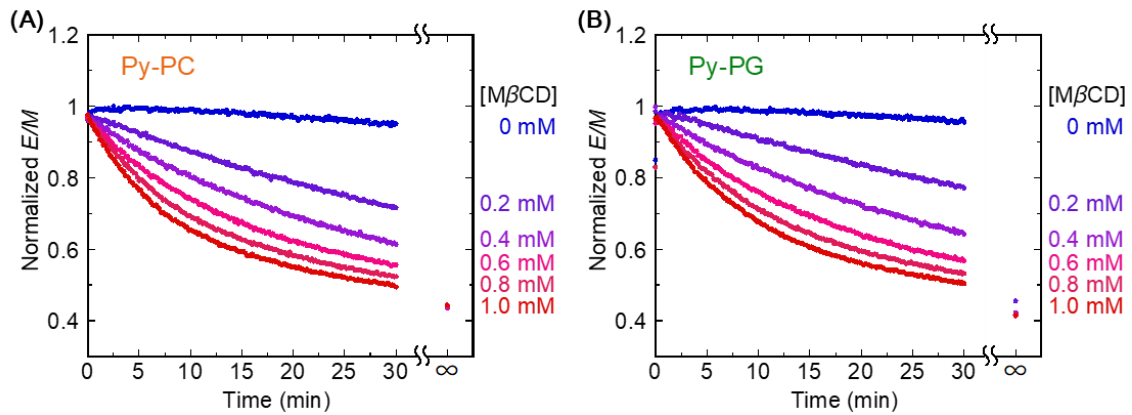 (A)
Py-PC
Normalized E/M
1.2
1
0.8
0.6
0.4
0
5
10
15
20
25
30
∞
Time (min)
[MβCD]
0 mM
0.2 mM
0.4 mM
0.6 mM
0.8 mM
1.0 mM
(B)
Py-PG
Normalized E/M
1.2
1
0.8
0.6
0.4
0
5
10
15
20
25
30
∞
Time (min)
[MβCD]
0 mM
0.2 mM
0.4 mM
0.6 mM
0.8 mM
1.0 mM